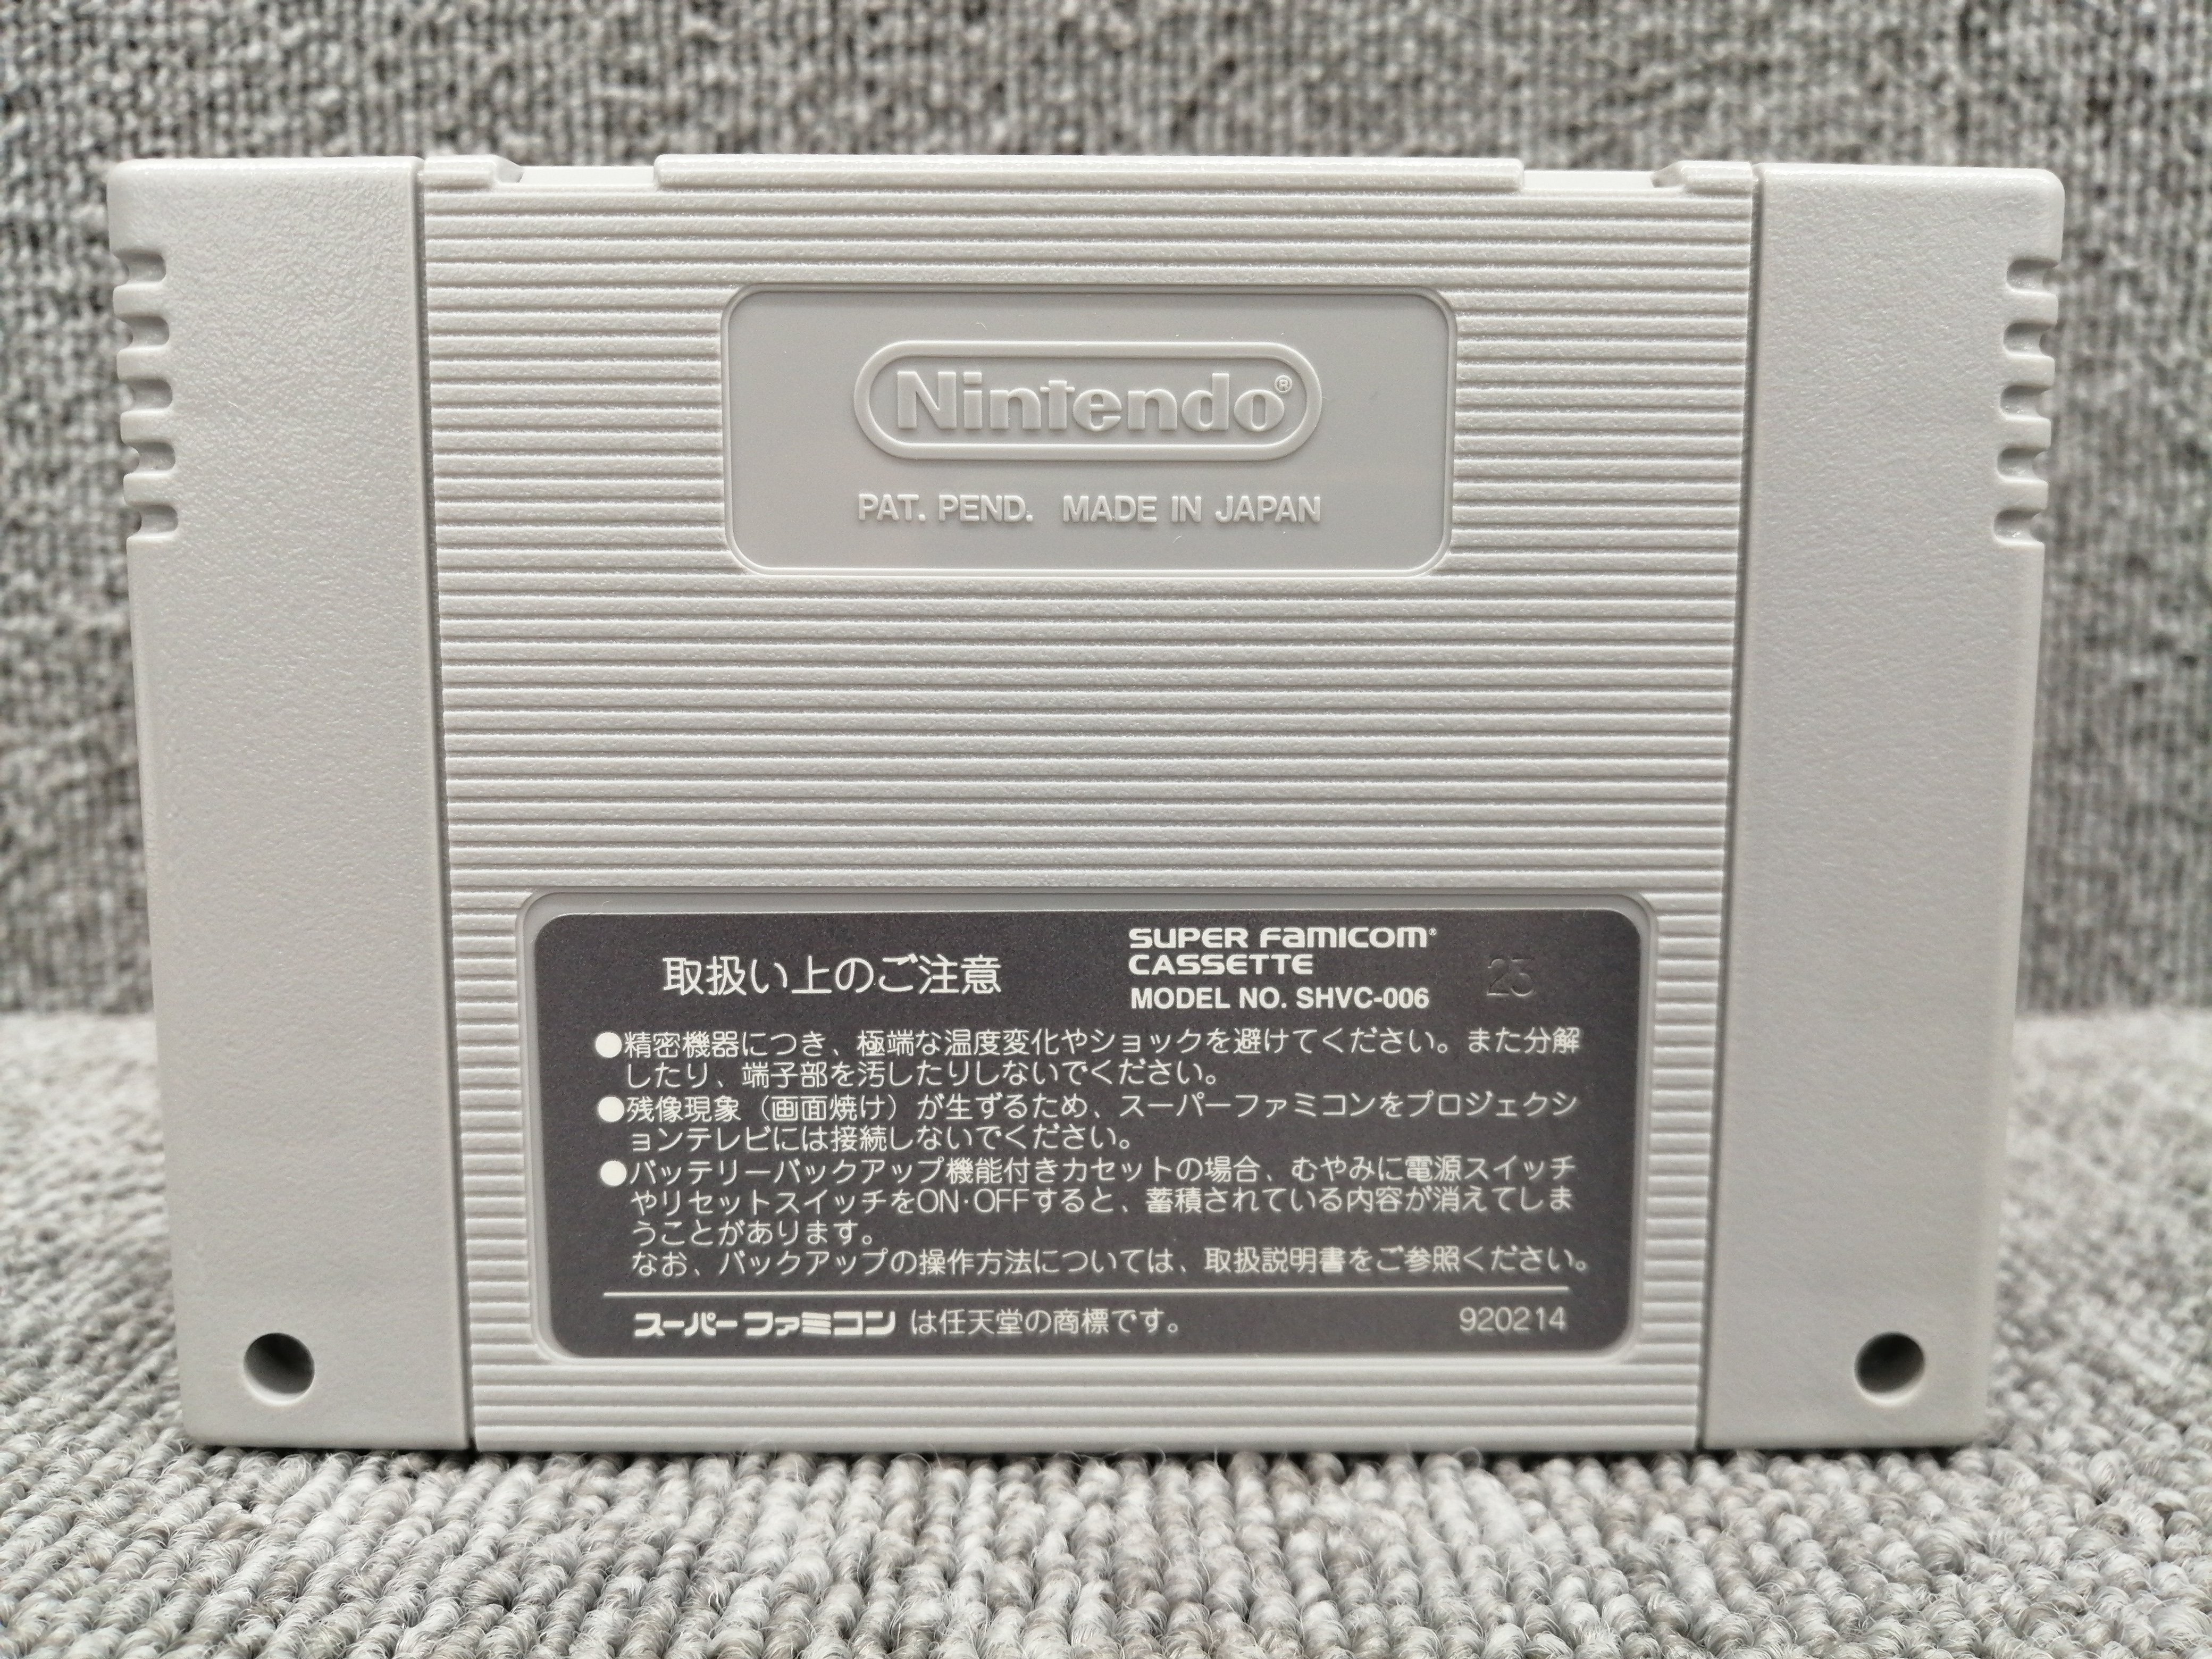 Nintendo®
PAT. PEND. MADE IN JAPAN
取扱い上のご注意
SUPER FAMICOM®
CASSETTE
MODEL NO. SHVC-006
23
●精密機器につき、極端な温度変化やショックを避けてください。また分解
したり、端子部を汚したりしないでください。
●残像現象（画面焼け）が生ずるため、スーパーファミコンをプロジェクシ
ョンテレビには接続しないでください。
●バッテリーバックアップ機能付きカセットの場合、むやみに電源スイッチ
やリセットスイッチをON･OFFすると、蓄積されている内容が消えてしま
うことがあります。
なお、バックアップの操作方法については、取扱説明書をご参照ください。
スーパーファミコン は任天堂の商標です。
920214